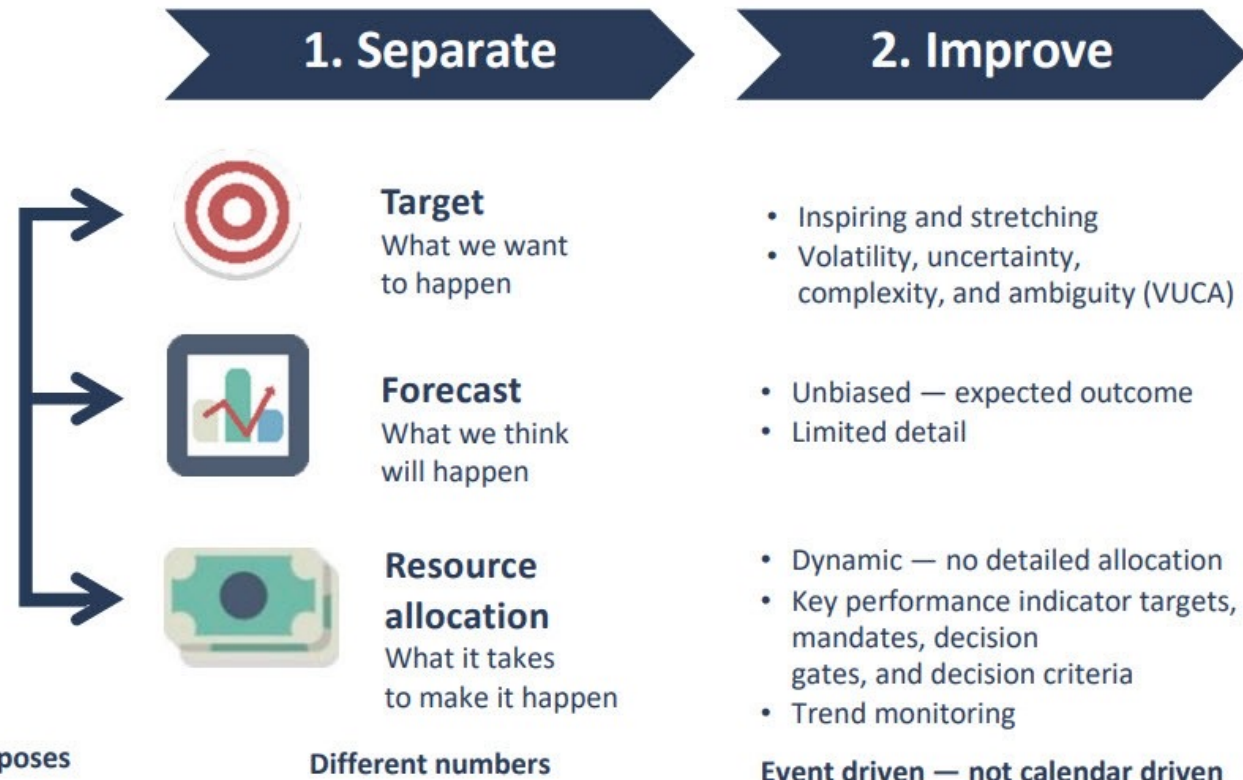 1. Separate
2. Improve
Target
What we want
to happen
• Inspiring and stretching
• Volatility, uncertainty,
complexity, and ambiguity (VUCA)
Forecast
What we think
will happen
• Unbiased — expected outcome
• Limited detail
Resource
allocation
What it takes
to make it happen
• Dynamic — no detailed allocation
• Key performance indicator targets,
mandates, decision
gates, and decision criteria
• Trend monitoring
Different numbers
Event driven — not calendar driven